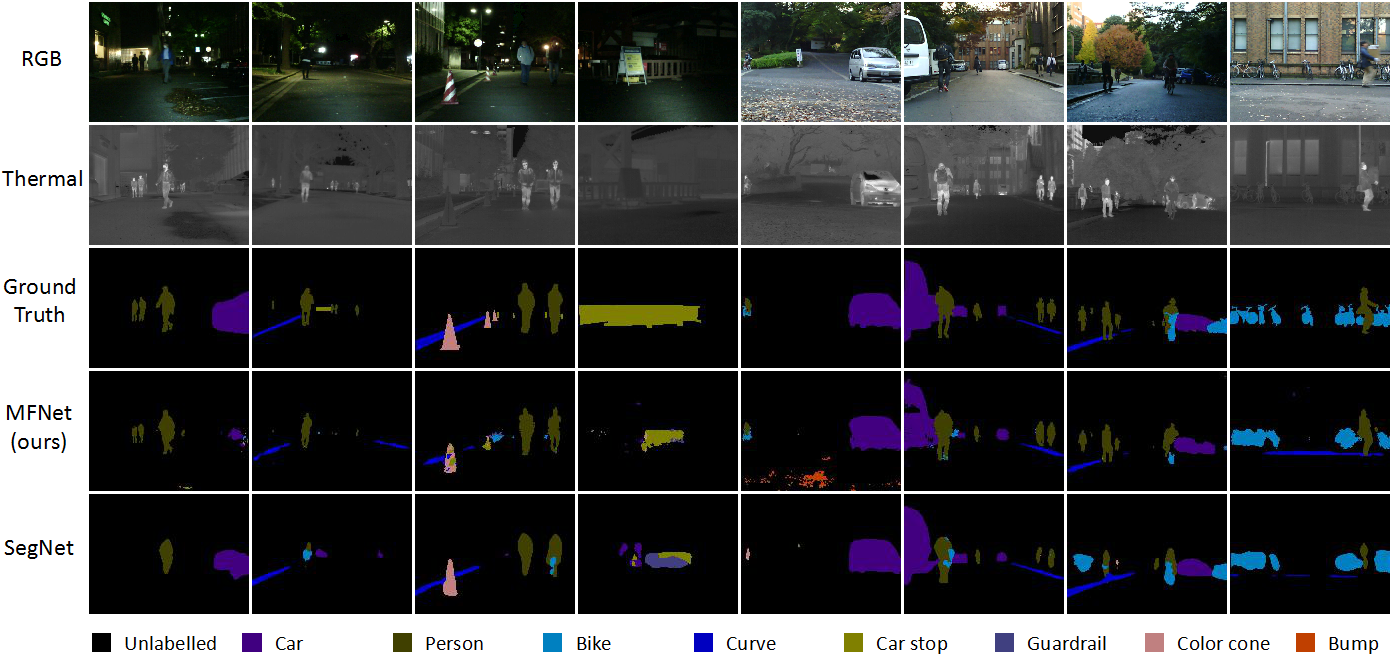 RGB
Thermal
Ground
Truth
MFNet
(ours)
SegNet
Unlabelled Car Person Bike Curve Car stop Guardrail Color cone Bump